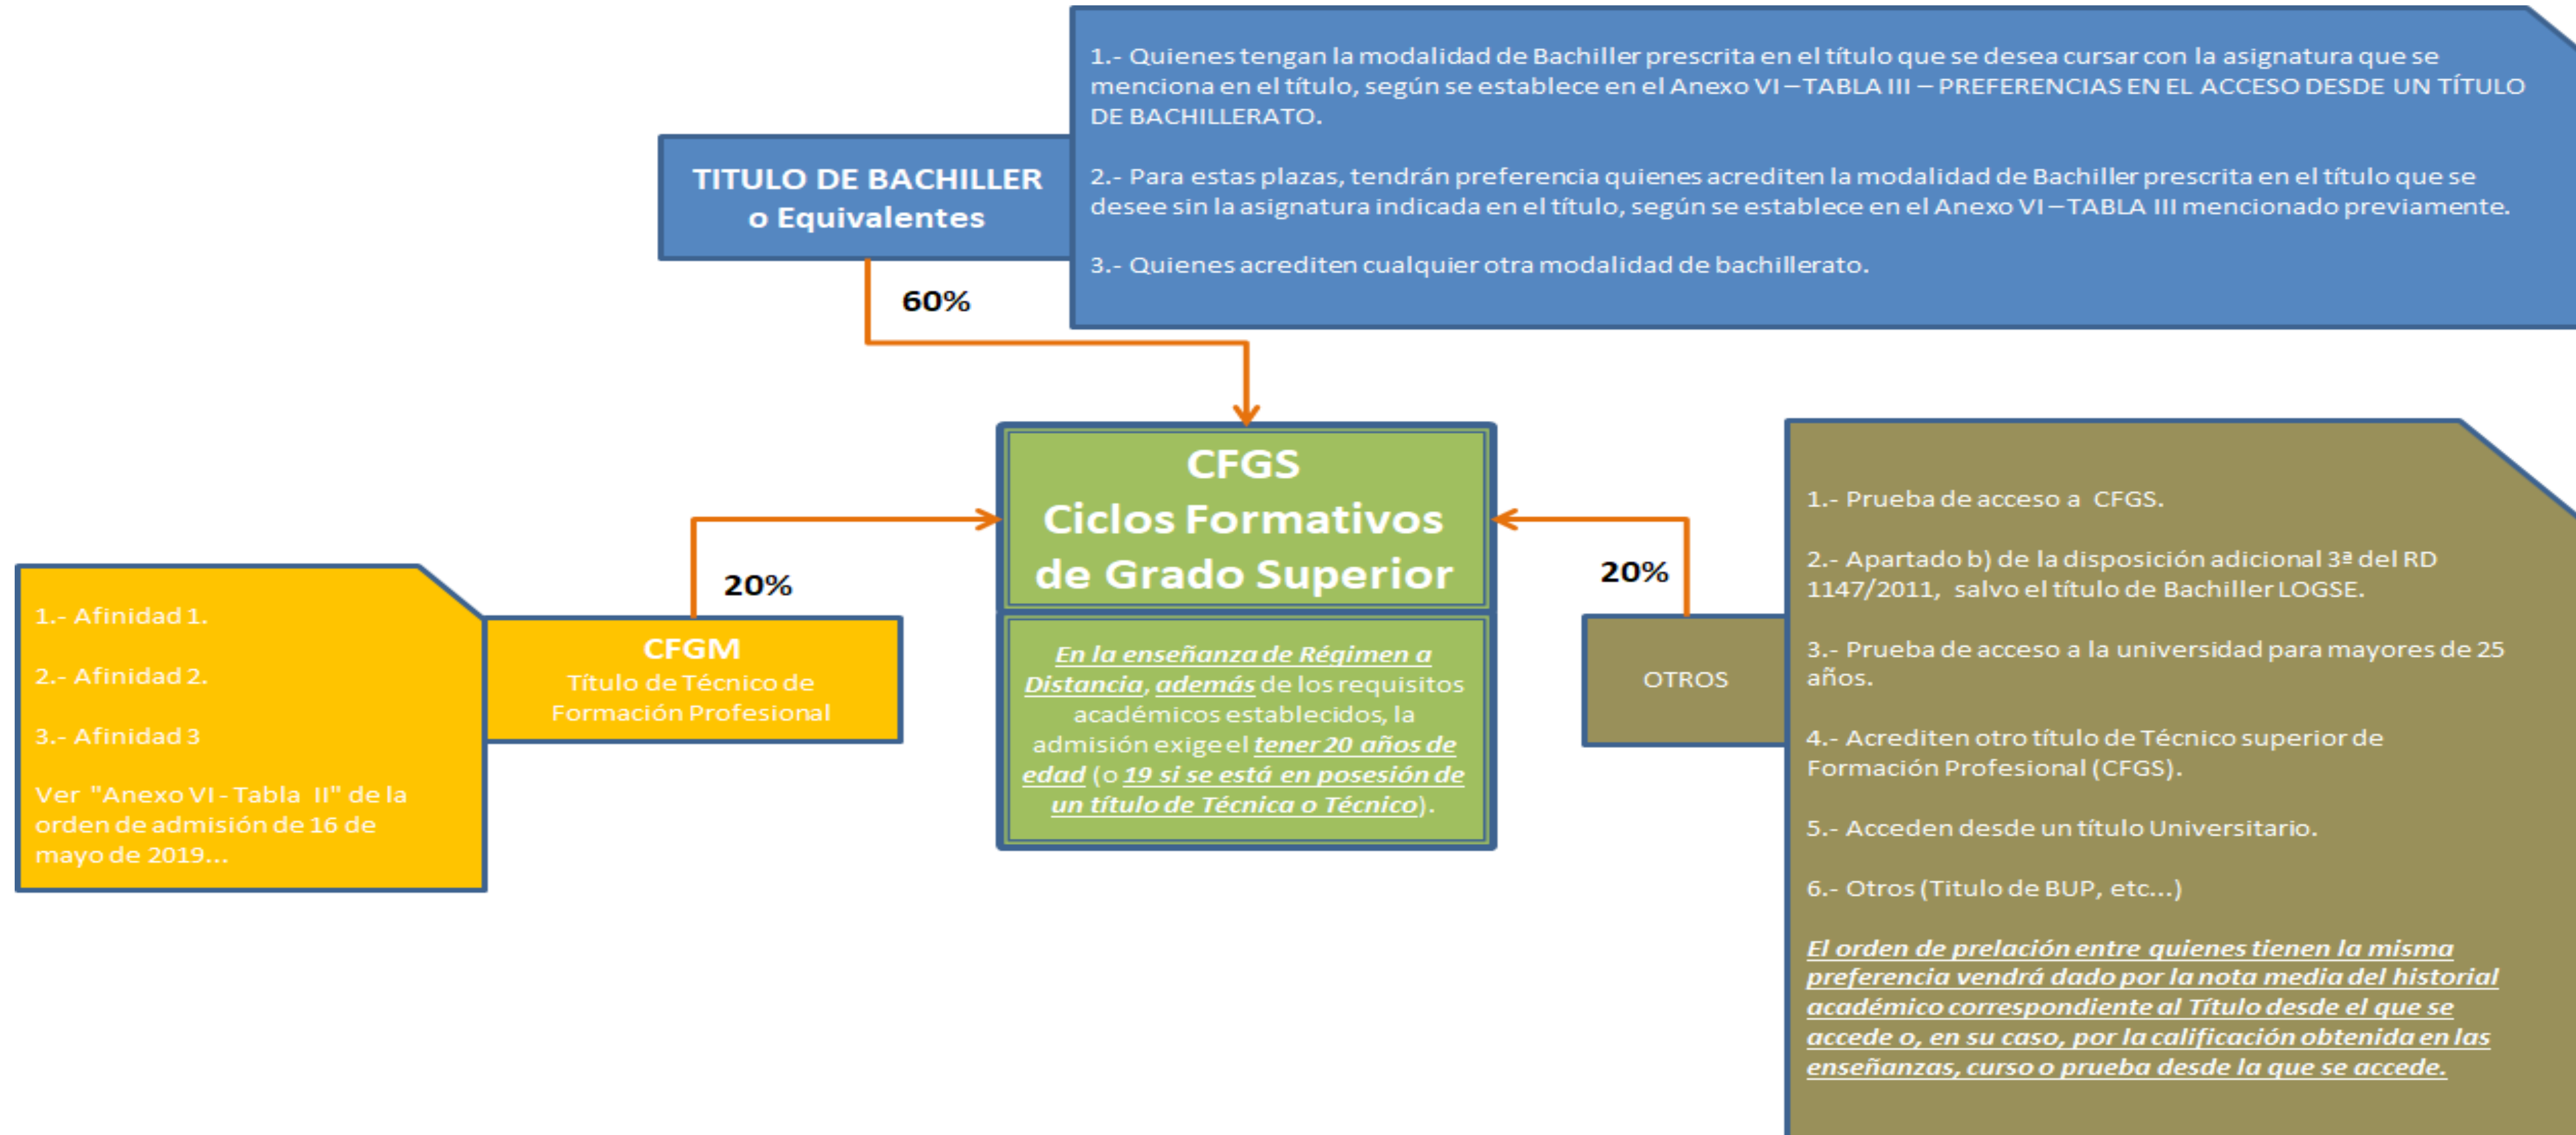 1.- Quienes tengan la modalidad de Bachiller prescrita en el título que se desea cursar con la asignatura que se
menciona en el título, según se establece en el Anexo VI – TABLA III – PREFERENCIAS EN EL ACCESO DESDE UN TÍTULO
DE BACHILLERATO.
2.- Para estas plazas, tendrán preferencia quienes acrediten la modalidad de Bachiller prescrita en el título que se
desee sin la asignatura indicada en el título, según se establece en el Anexo VI – TABLA III mencionado previamente.
3.- Quienes acrediten cualquier otra modalidad de bachillerato.
TITULO DE BACHILLER
o Equivalentes
60%
CFGS
Ciclos Formativos
de Grado Superior
En la enseñanza de Régimen a
Distancia, además de los requisitos
académicos establecidos, la
admisión exige el tener 20 años de
edad (o 19 si se está en posesión de
un título de Técnica o Técnico).
20%
1.- Afinidad 1.
2.- Afinidad 2.
3.- Afinidad 3
Ver "Anexo VI - Tabla II" de la
orden de admisión de 16 de
mayo de 2019...
CFGM
Título de Técnico de
Formación Profesional
20%
OTROS
1.- Prueba de acceso a CFGS.
2.- Apartado b) de la disposición adicional 3ª del RD
1147/2011, salvo el título de Bachiller LOGSE.
3.- Prueba de acceso a la universidad para mayores de 25
años.
4.- Acrediten otro título de Técnico superior de
Formación Profesional (CFGS).
5.- Acceden desde un título Universitario.
6.- Otros (Titulo de BUP, etc...)
El orden de prelación entre quienes tienen la misma
preferencia vendrá dado por la nota media del historial
académico correspondiente al Título desde el que se
accede o, en su caso, por la calificación obtenida en las
enseñanzas, curso o prueba desde la que se accede.